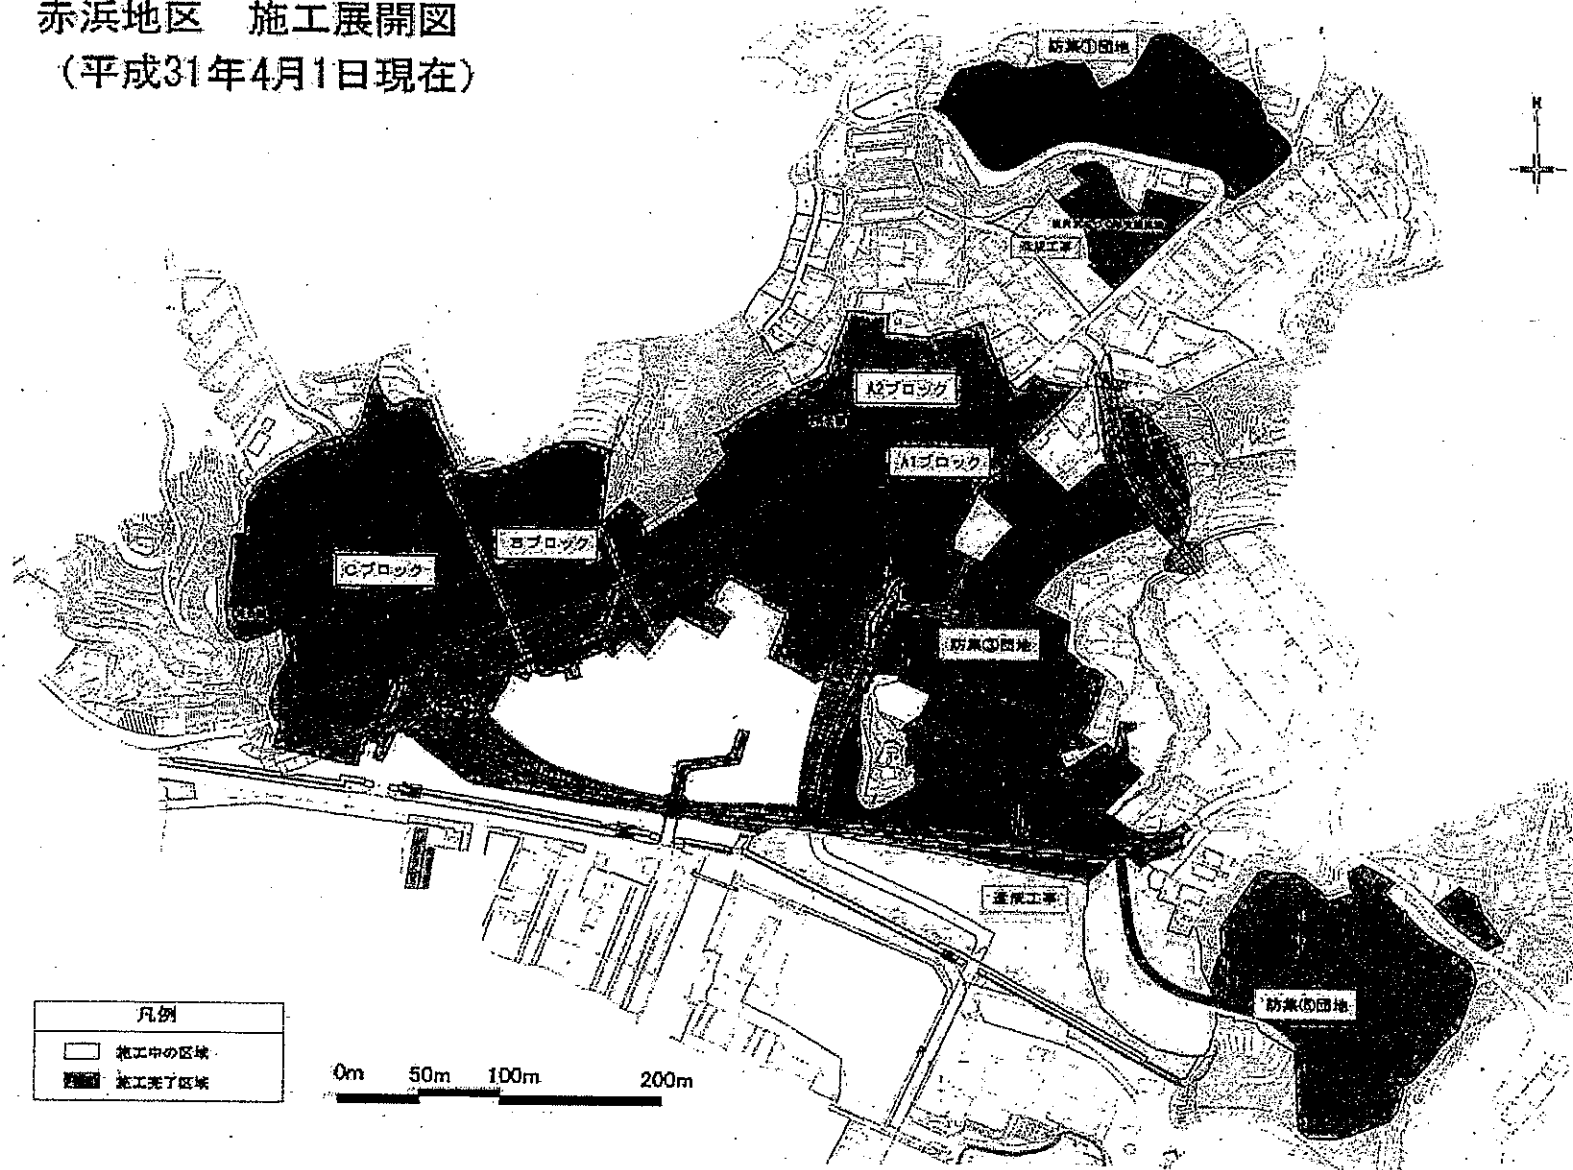 赤浜地区　施工展開図
（平成31年4月1日現在）
防集①団地
N
造成工事
A2ブロック
A1ブロック
Bブロック
Cブロック
防集③団地
造成工事
防集⑤団地
凡例
施工中の区域
施工完了区域
0m 50m 100m 200m